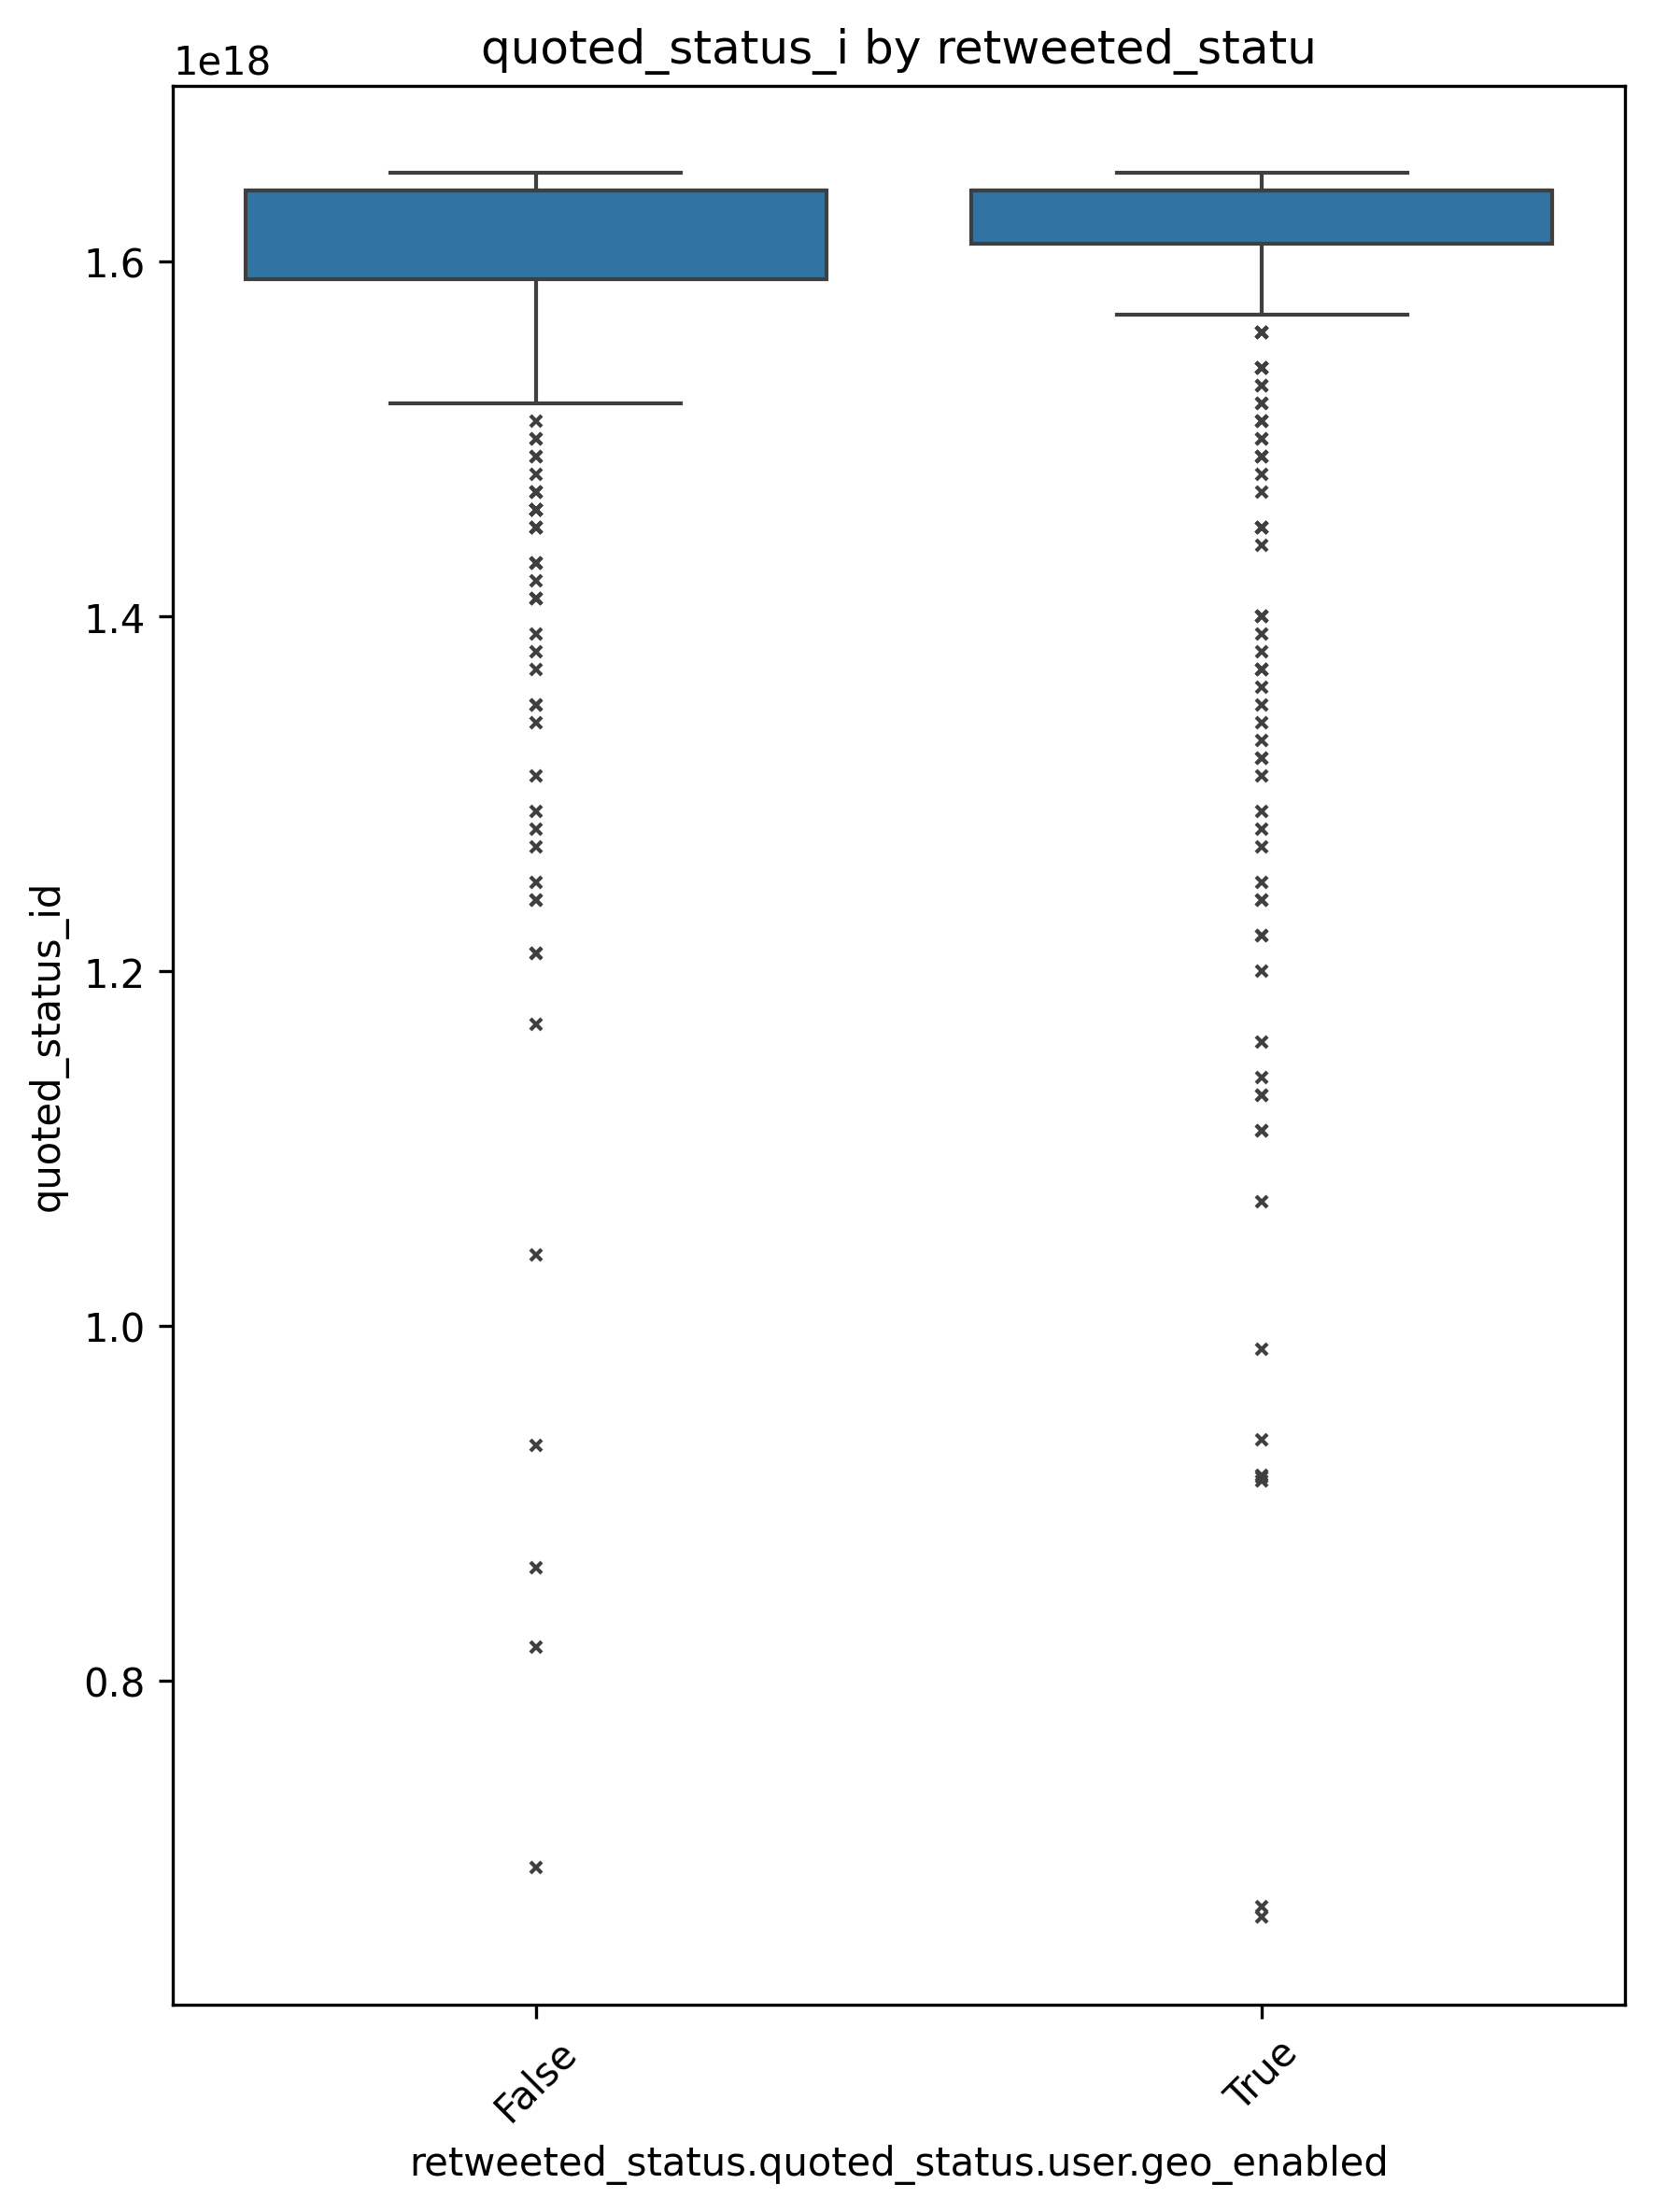 quoted_status_i by retweeted_statu
1e18
1.6
1.4
1.2
1.0
0.8
quoted_status_id
False
True
retweeted_status.quoted_status.user.geo_enabled